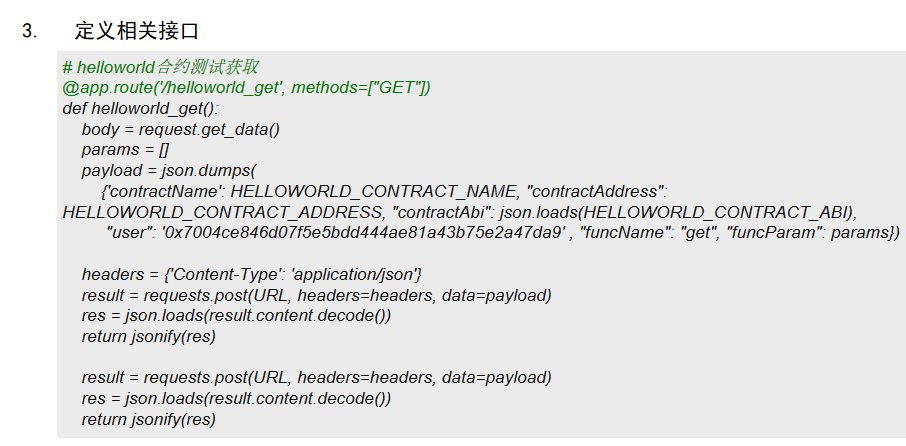 3. 定义相关接口
# helloworld合约测试获取
@app.route('/helloworld_get', methods=["GET"])
def helloworld_get():
    body = request.get_data()
    params = []
    payload = json.dumps(
        {'contractName': HELLOWORLD_CONTRACT_NAME, "contractAddress":
HELLOWORLD_CONTRACT_ADDRESS, "contractAbi": json.loads(HELLOWORLD_CONTRACT_ABI),
        "user": '0x7004ce846d07f5e5bdd444ae81a43b75e2a47da9' , "funcName": "get", "funcParam": params})
    headers = {'Content-Type': 'application/json'}
    result = requests.post(URL, headers=headers, data=payload)
    res = json.loads(result.content.decode())
    return jsonify(res)
    result = requests.post(URL, headers=headers, data=payload)
    res = json.loads(result.content.decode())
    return jsonify(res)